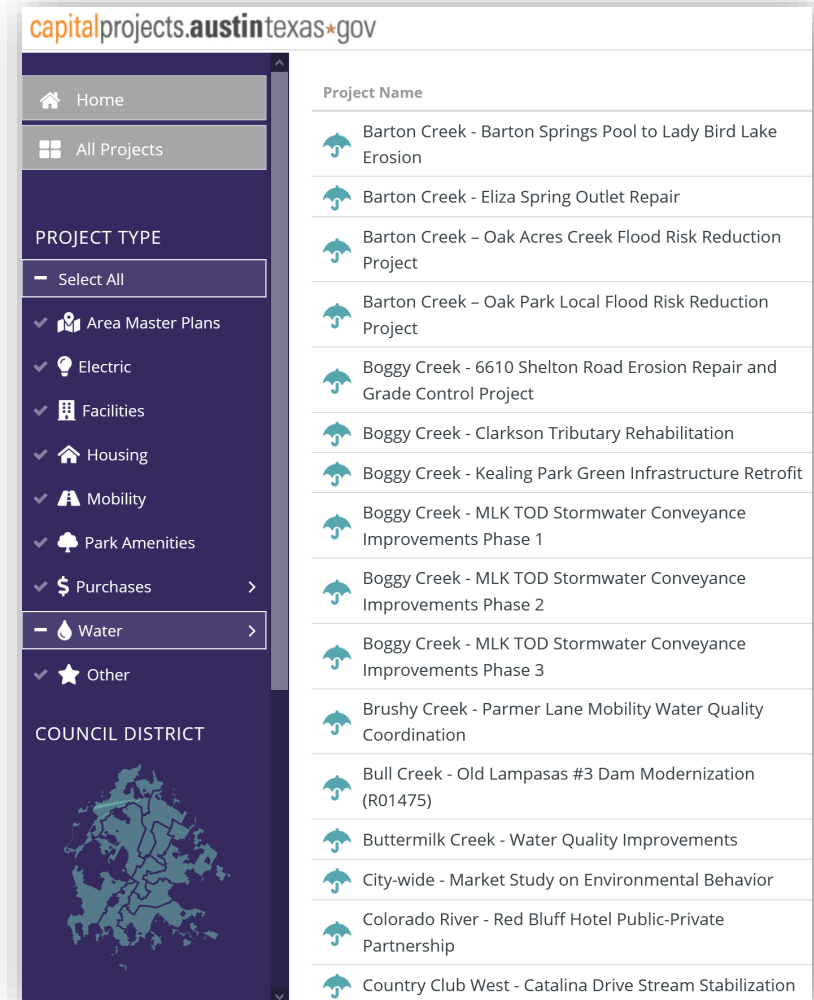 capitalprojects.austintexas★gov
Home
All Projects
PROJECT TYPE
Select All
Area Master Plans
Electric
Facilities
Housing
Mobility
Park Amenities
Purchases
Water
Other
COUNCIL DISTRICT
Project Name
Barton Creek - Barton Springs Pool to Lady Bird Lake
Erosion
Barton Creek - Eliza Spring Outlet Repair
Barton Creek – Oak Acres Creek Flood Risk Reduction
Project
Barton Creek – Oak Park Local Flood Risk Reduction
Project
Boggy Creek - 6610 Shelton Road Erosion Repair and
Grade Control Project
Boggy Creek - Clarkson Tributary Rehabilitation
Boggy Creek - Kealing Park Green Infrastructure Retrofit
Boggy Creek - MLK TOD Stormwater Conveyance
Improvements Phase 1
Boggy Creek - MLK TOD Stormwater Conveyance
Improvements Phase 2
Boggy Creek - MLK TOD Stormwater Conveyance
Improvements Phase 3
Brushy Creek - Parmer Lane Mobility Water Quality
Coordination
Bull Creek - Old Lampasas #3 Dam Modernization
(R01475)
Buttermilk Creek - Water Quality Improvements
City-wide - Market Study on Environmental Behavior
Colorado River - Red Bluff Hotel Public-Private
Partnership
Country Club West - Catalina Drive Stream Stabilization